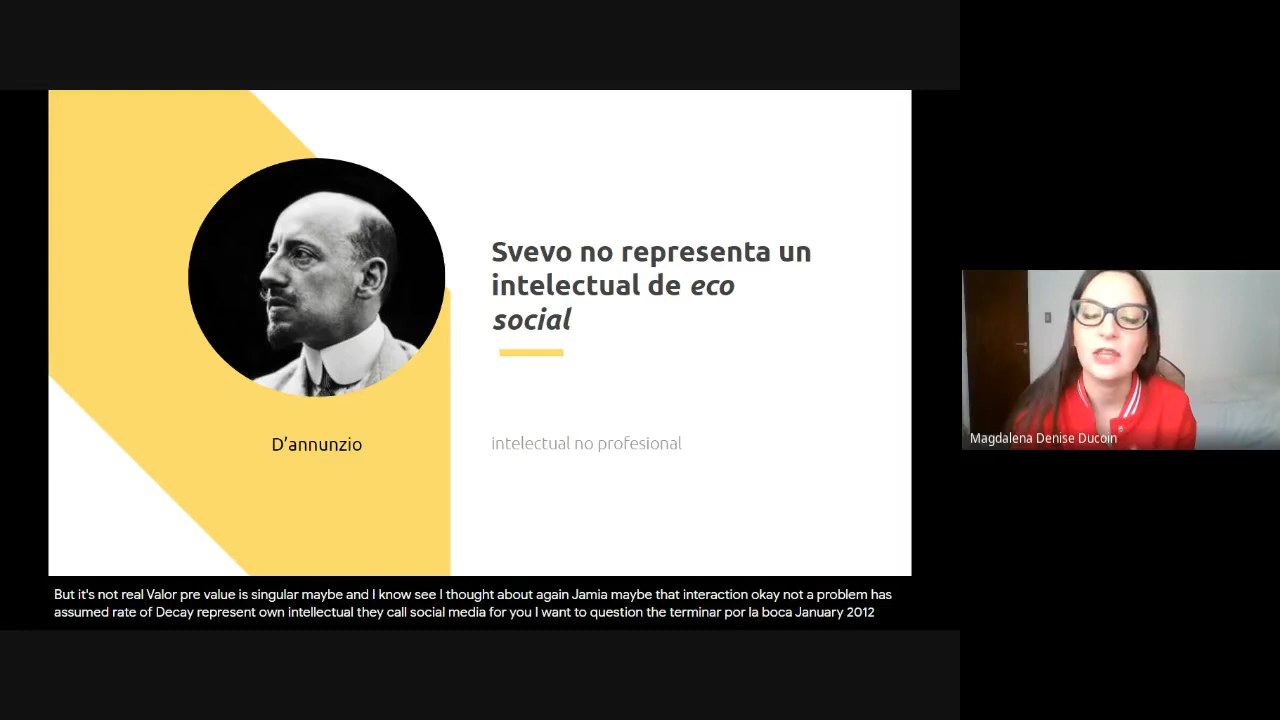 Svevo no representa un
intelectual de eco
social
D’annunzio
intelectual no profesional
Magdalena Denise Ducoin
But it's not real Valor pre value is singular maybe and I know see I thought about again Jamia maybe that interaction okay not a problem has
assumed rate of Decay represent own intellectual they call social media for you I want to question the terminar por la boca January 2012